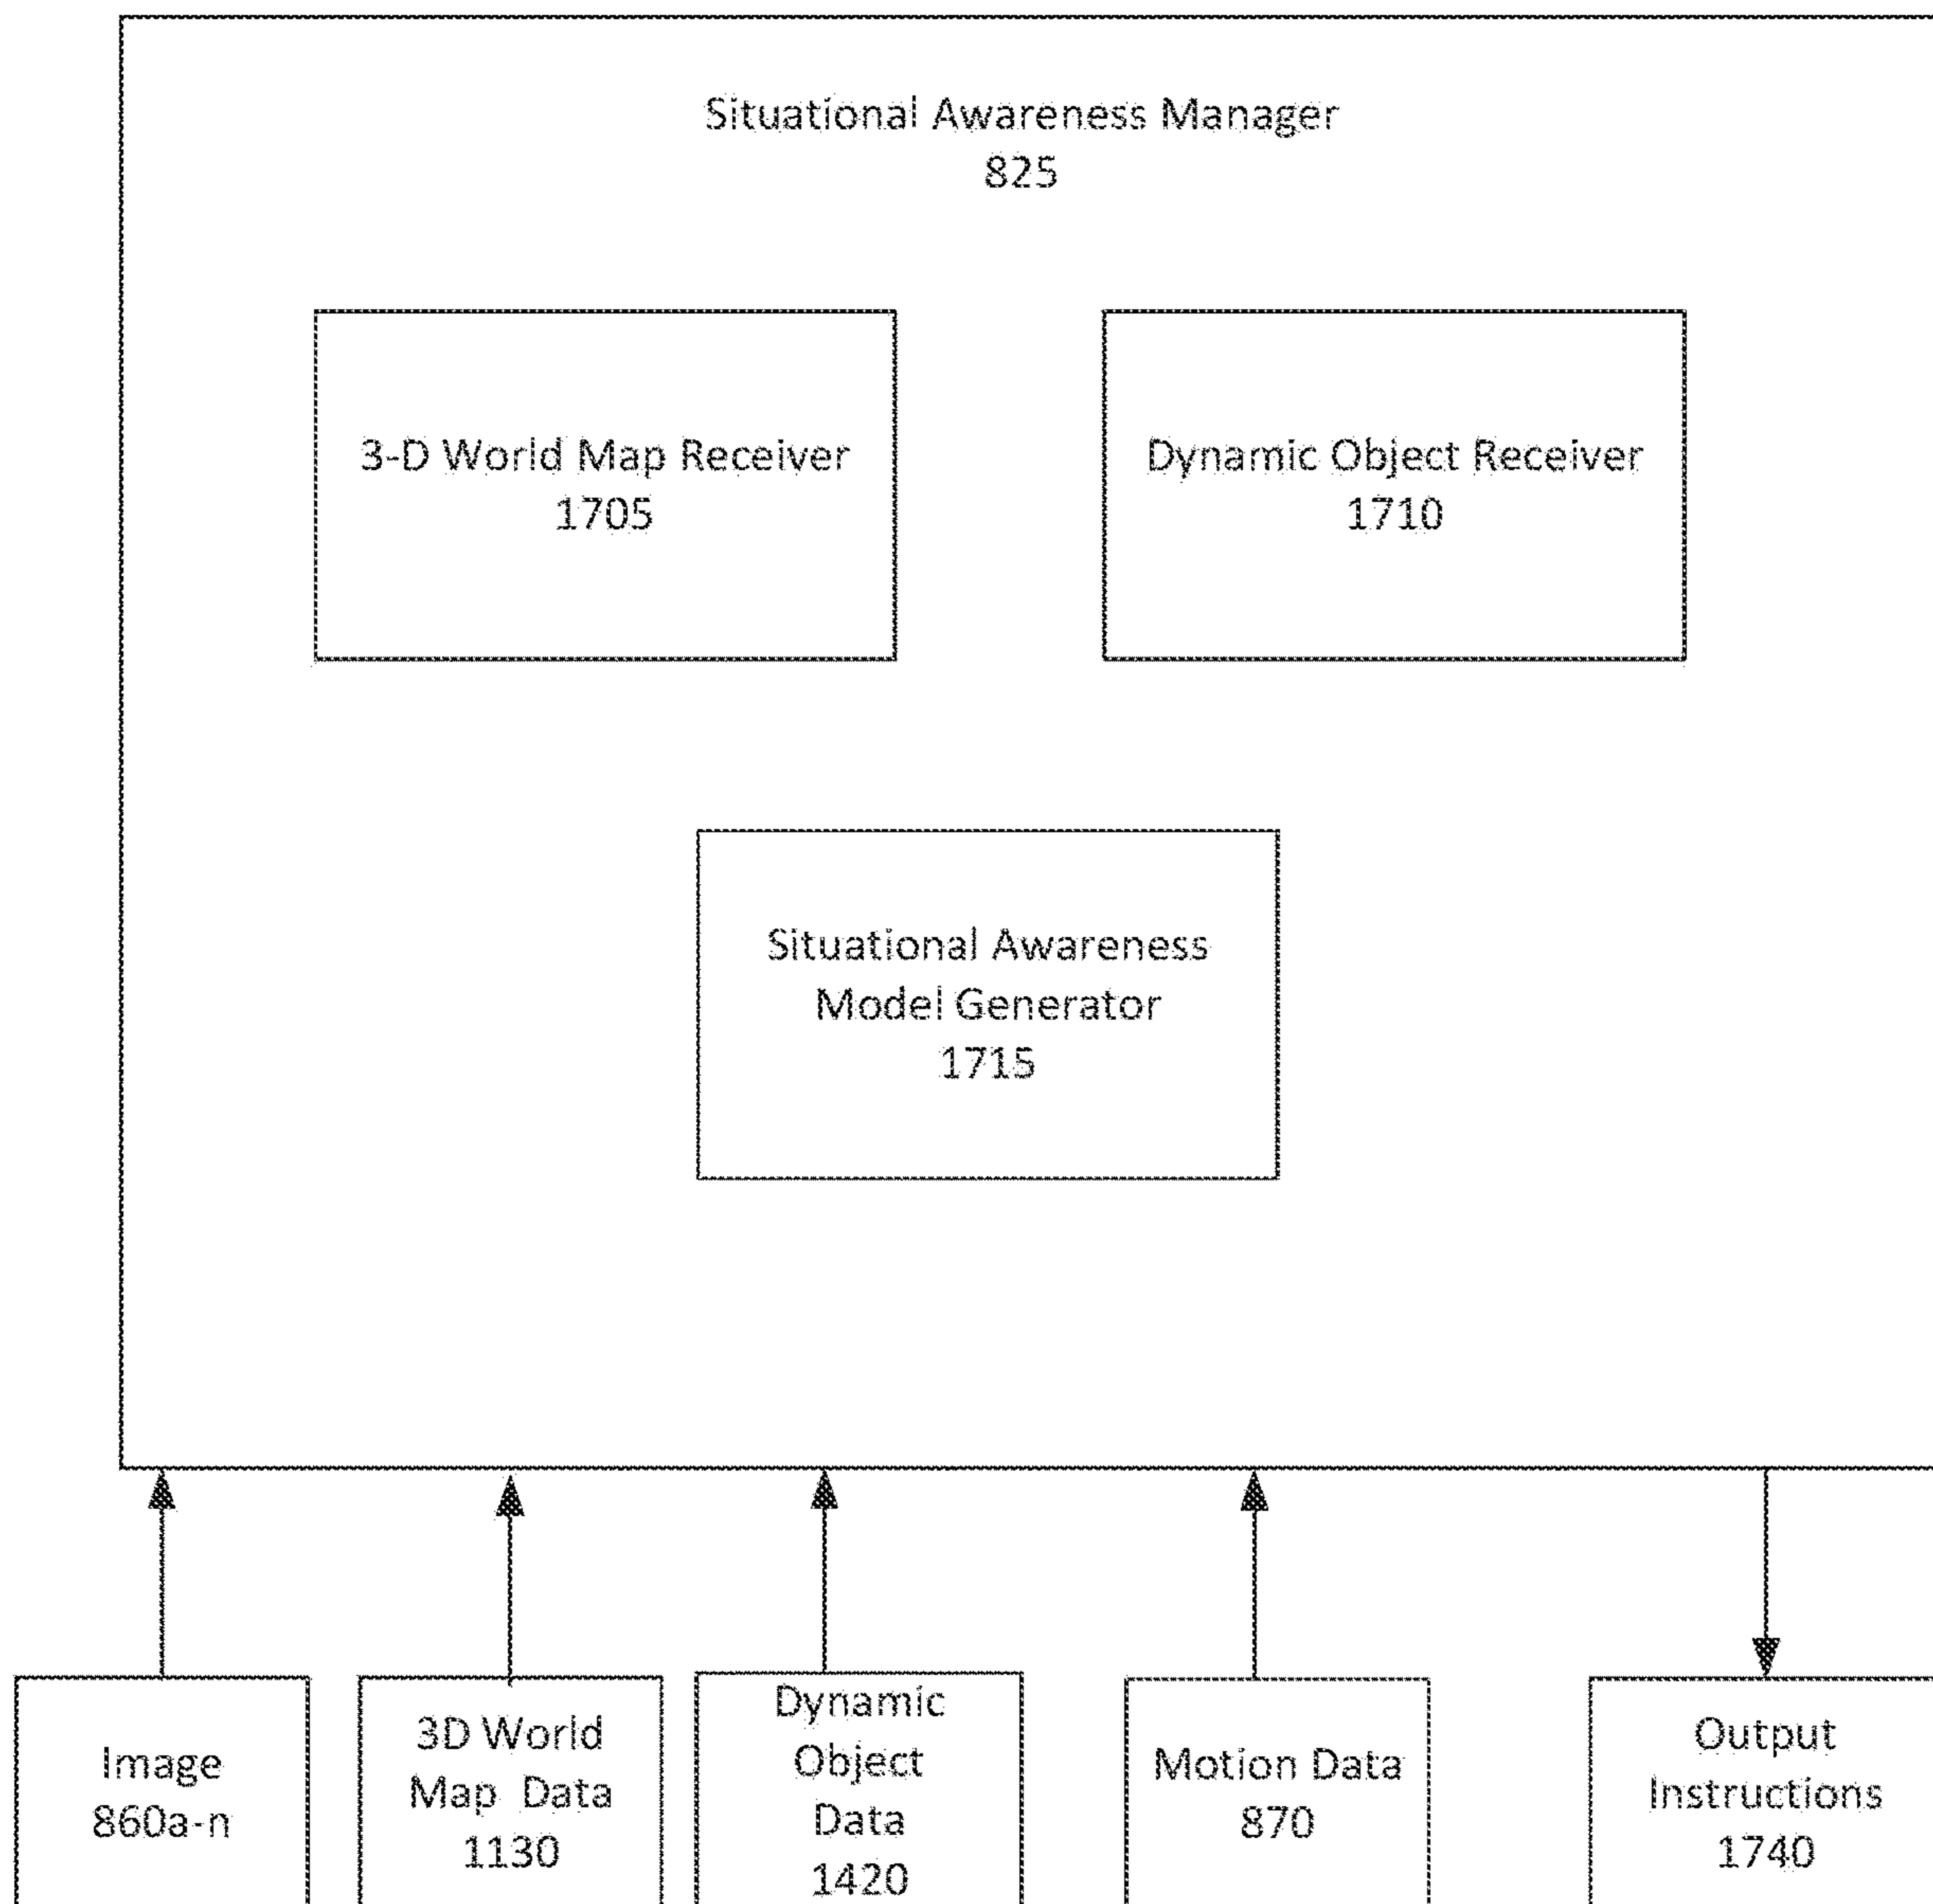 Situational Awareness Manager
825
3-D World Map Receiver
1705
Dynamic Object Receiver
1710
Situational Awareness
Model Generator
1715
Image
860a-n
3D World
Map Data
1130
Dynamic
Object
Data
1420
Motion Data
870
Output
Instructions
1740